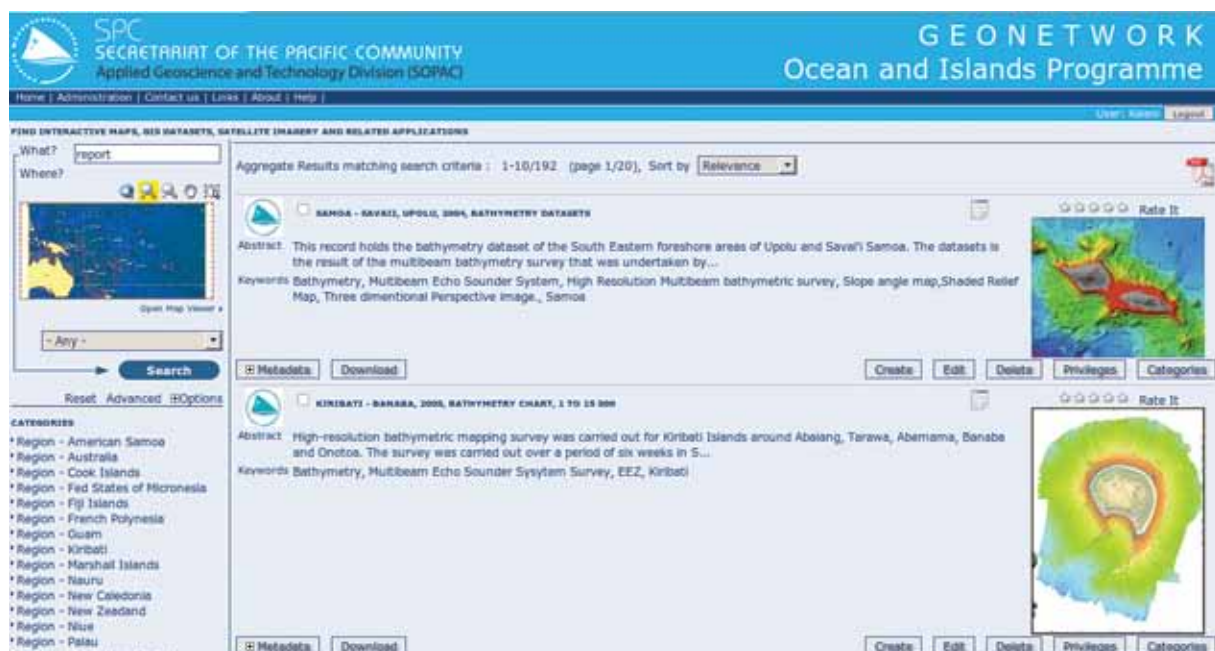 SPC
SECRETARIAT OF THE PACIFIC COMMUNITY
Applied Geoscience and Technology Division (SOPAC)
GEONETWORK
Ocean and Islands Programme
Home | Administration | Contact us | Links | About | Help |
User: Logout
FIND INTERACTIVE MAPS, GIS DATASETS, SATELLITE IMAGERY AND RELATED APPLICATIONS
What? report
Where?
Open Map Viewer
- Any -
Search
Reset Advanced Options
CATEGORIES
Region - American Samoa
Region - Australia
Region - Cook Islands
Region - Fed States of Micronesia
Region - Fiji Islands
Region - French Polynesia
Region - Guam
Region - Kiribati
Region - Marshall Islands
Region - Nauru
Region - New Caledonia
Region - New Zealand
Region - Niue
Region - Palau
Aggregate Results matching search criteria : 1-10/192 (page 1/20), Sort by Relevance
SAMOA - SAVAII, UPOLU, 2004, BATHYMETRY DATASETS
Rate It
Abstract This record holds the bathymetry dataset of the South Eastern foreshore areas of Upolu and Savai'i Samoa. The datasets is
the result of the multibeam bathymetry survey that was undertaken by...
Keywords Bathymetry, Multibeam Echo Sounder System, High Resolution Multibeam bathymetric survey, Slope angle map,Shaded Relief
Map, Three dimentional Perspective image., Samoa
Metadata Download Create Edit Delete Privileges Categories
KIRIBATI - BANABA, 2005, BATHYMETRY CHART, 1 TO 15 000
Rate It
Abstract High-resolution bathymetric mapping survey was carried out for Kiribati Islands around Abaiang, Tarawa, Abemama, Banaba
and Onotoa. The survey was carried out over a period of six weeks in S...
Keywords Bathymetry, Multibeam Echo Sounder Sysytem Survey, EEZ, Kiribati
Metadata Download Create Edit Delete Privileges Categories